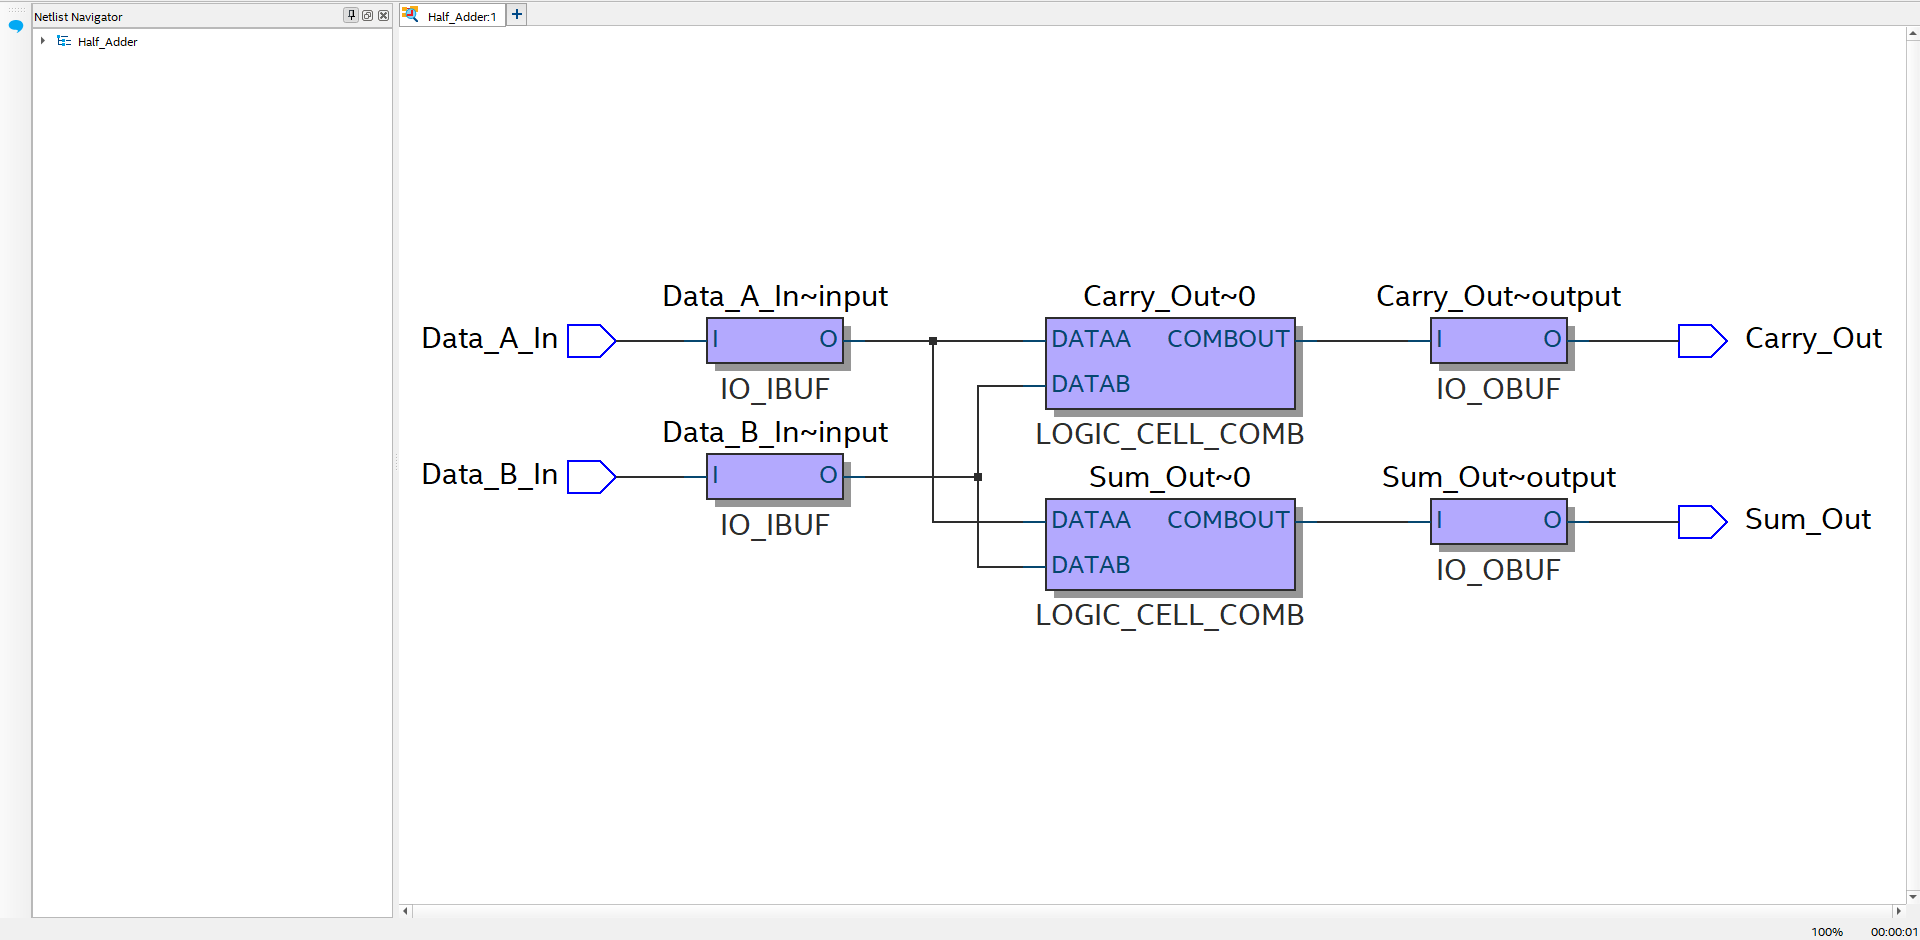 Netlist Navigator
Half_Adder:1
Half_Adder
Data_A_In~input
Carry_Out~0
Carry_Out~output
Data_A_In
I O
DATAA COMBOUT
I O
Carry_Out
DATAB
IO_IBUF
IO_OBUF
Data_B_In~input
LOGIC_CELL_COMB
Data_B_In
I O
Sum_Out~0
Sum_Out~output
IO_IBUF
DATAA COMBOUT
I O
Sum_Out
DATAB
IO_OBUF
LOGIC_CELL_COMB
100% 00:00:01